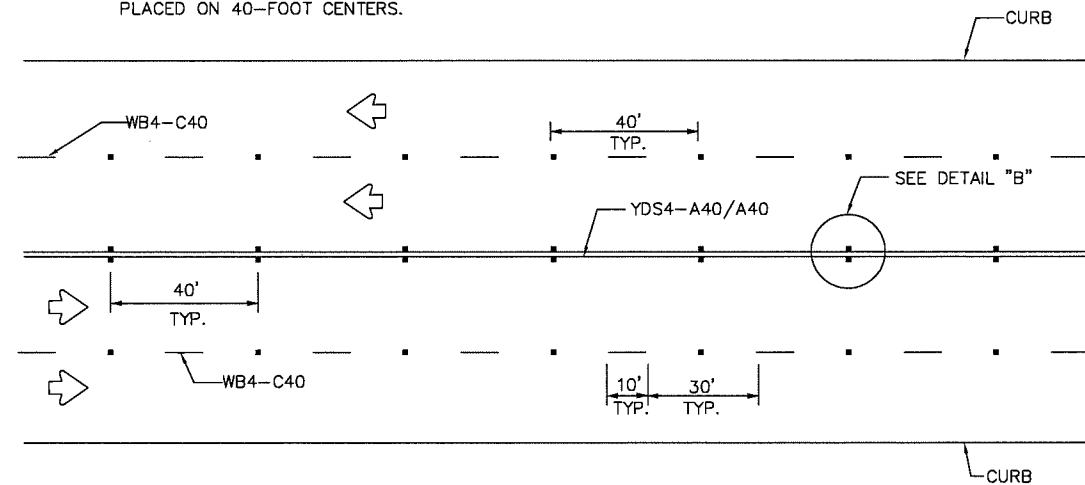 PLACED ON 40-FOOT CENTERS.
CURB
WB4-C40
40'
TYP.
SEE DETAIL "B"
YDS4-A40/A40
40'
TYP.
WB4-C40
10'
TYP.
30'
TYP.
CURB